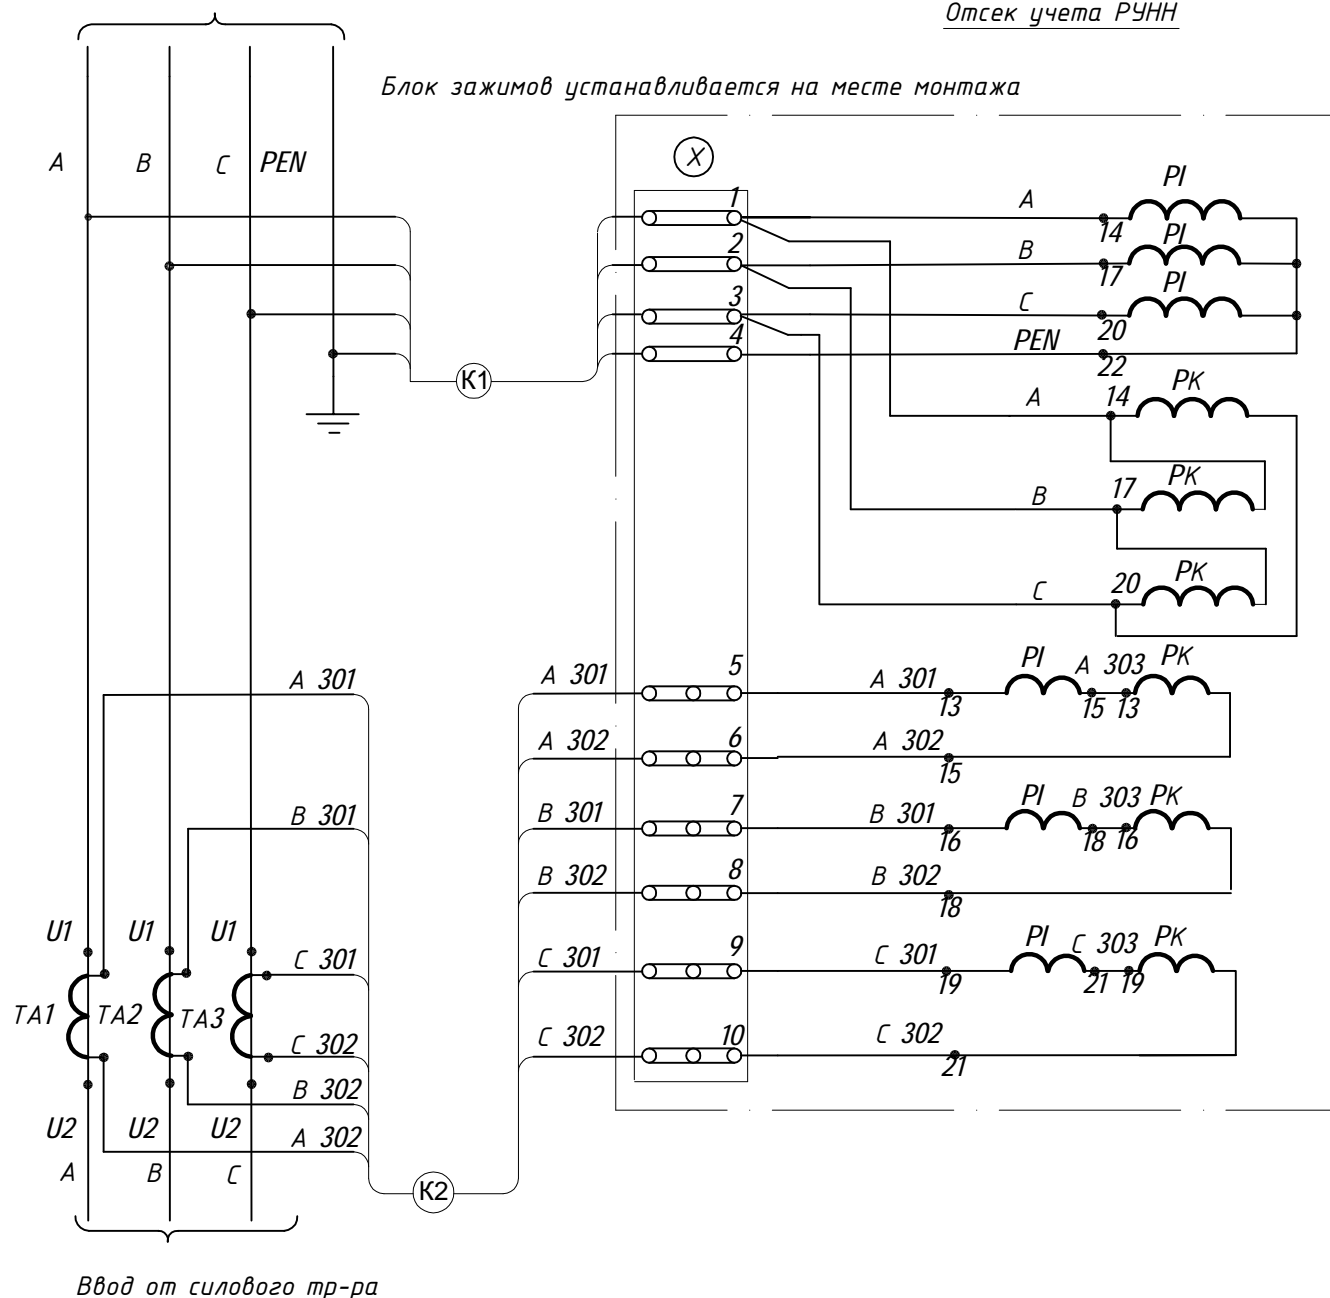 Отсек учета РУНН
Блок зажимов устанавливается на месте монтажа
A B C PEN
X
1 A 14 PI
2 B 17 PI
3 C 20 PI
4 PEN 22
K1
A 14 PK
B 17 PK
C 20 PK
A 301 A 301 5 A 301 13 PI A 303 15 13 PK
A 302 6 A 302 15
B 301 B 301 7 B 301 16 PI B 303 18 16 PK
B 302 8 B 302 18
U1 U1 U1
C 301 C 301 9 C 301 19 PI C 303 21 19 PK
TA1 TA2 TA3
C 302 C 302 10 C 302 21
B 302
U2 U2 U2
A 302
A B C
K2
Ввод от силового тр-ра